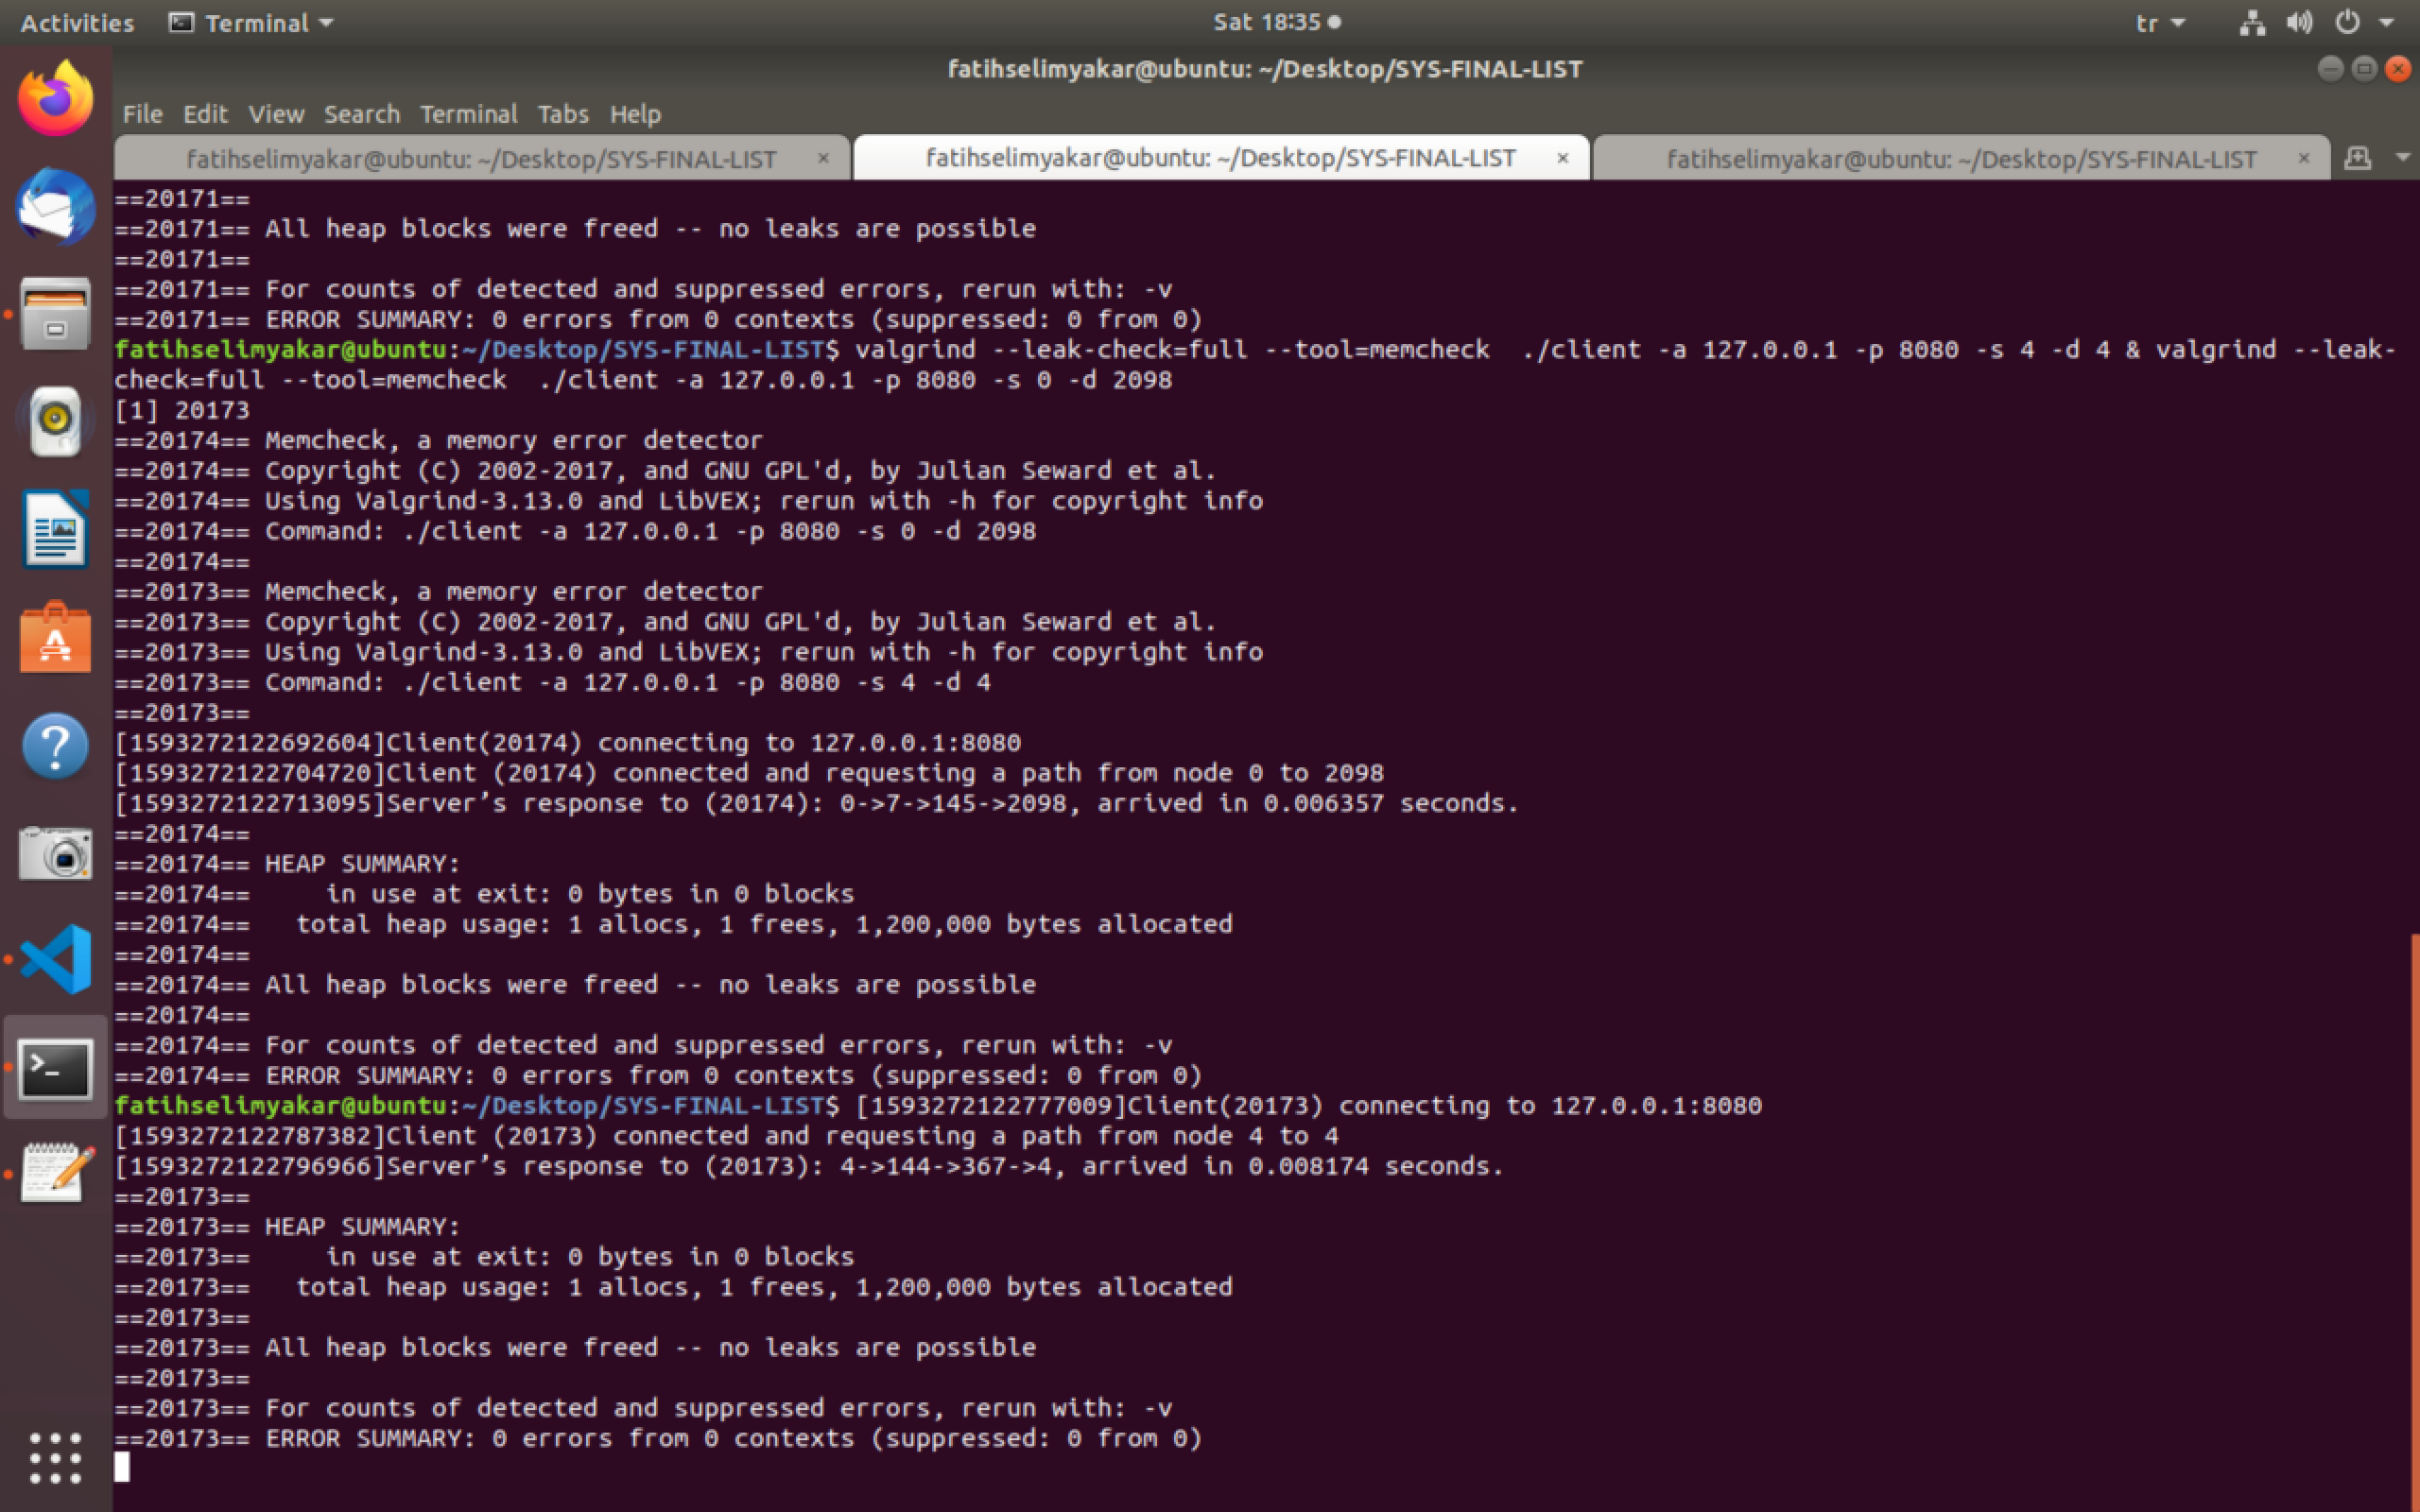 Activities Terminal Sat 18:35 tr
fatihselimyakar@ubuntu: ~/Desktop/SYS-FINAL-LIST
File Edit View Search Terminal Tabs Help
fatihselimyakar@ubuntu: ~/Desktop/SYS-FINAL-LIST × fatihselimyakar@ubuntu: ~/Desktop/SYS-FINAL-LIST × fatihselimyakar@ubuntu: ~/Desktop/SYS-FINAL-LIST ×
==20171==
==20171== All heap blocks were freed -- no leaks are possible
==20171==
==20171== For counts of detected and suppressed errors, rerun with: -v
==20171== ERROR SUMMARY: 0 errors from 0 contexts (suppressed: 0 from 0)
fatihselimyakar@ubuntu:~/Desktop/SYS-FINAL-LIST$ valgrind --leak-check=full --tool=memcheck  ./client -a 127.0.0.1 -p 8080 -s 4 -d 4 & valgrind --leak-
check=full --tool=memcheck  ./client -a 127.0.0.1 -p 8080 -s 0 -d 2098
[1] 20173
==20174== Memcheck, a memory error detector
==20174== Copyright (C) 2002-2017, and GNU GPL'd, by Julian Seward et al.
==20174== Using Valgrind-3.13.0 and LibVEX; rerun with -h for copyright info
==20174== Command: ./client -a 127.0.0.1 -p 8080 -s 0 -d 2098
==20174==
==20173== Memcheck, a memory error detector
==20173== Copyright (C) 2002-2017, and GNU GPL'd, by Julian Seward et al.
==20173== Using Valgrind-3.13.0 and LibVEX; rerun with -h for copyright info
==20173== Command: ./client -a 127.0.0.1 -p 8080 -s 4 -d 4
==20173==
[1593272122692604]Client(20174) connecting to 127.0.0.1:8080
[1593272122704720]Client (20174) connected and requesting a path from node 0 to 2098
[1593272122713095]Server’s response to (20174): 0->7->145->2098, arrived in 0.006357 seconds.
==20174==
==20174== HEAP SUMMARY:
==20174==     in use at exit: 0 bytes in 0 blocks
==20174==   total heap usage: 1 allocs, 1 frees, 1,200,000 bytes allocated
==20174==
==20174== All heap blocks were freed -- no leaks are possible
==20174==
==20174== For counts of detected and suppressed errors, rerun with: -v
==20174== ERROR SUMMARY: 0 errors from 0 contexts (suppressed: 0 from 0)
fatihselimyakar@ubuntu:~/Desktop/SYS-FINAL-LIST$ [1593272122777009]Client(20173) connecting to 127.0.0.1:8080
[1593272122787382]Client (20173) connected and requesting a path from node 4 to 4
[1593272122796966]Server’s response to (20173): 4->144->367->4, arrived in 0.008174 seconds.
==20173==
==20173== HEAP SUMMARY:
==20173==     in use at exit: 0 bytes in 0 blocks
==20173==   total heap usage: 1 allocs, 1 frees, 1,200,000 bytes allocated
==20173==
==20173== All heap blocks were freed -- no leaks are possible
==20173==
==20173== For counts of detected and suppressed errors, rerun with: -v
==20173== ERROR SUMMARY: 0 errors from 0 contexts (suppressed: 0 from 0)